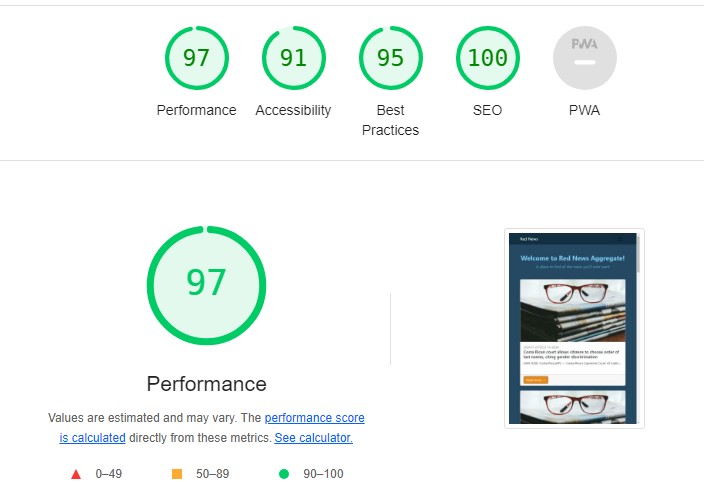 97
91
95
100
PWA
Performance
Accessibility
Best
Practices
SEO
PWA
97
Performance
Values are estimated and may vary. The performance score
is calculated directly from these metrics. See calculator.
0–49
50–89
90–100
Red News
Welcome to Red News Aggregate!
Costa Rican court allows citizens to choose order of
last names, citing gender discrimination